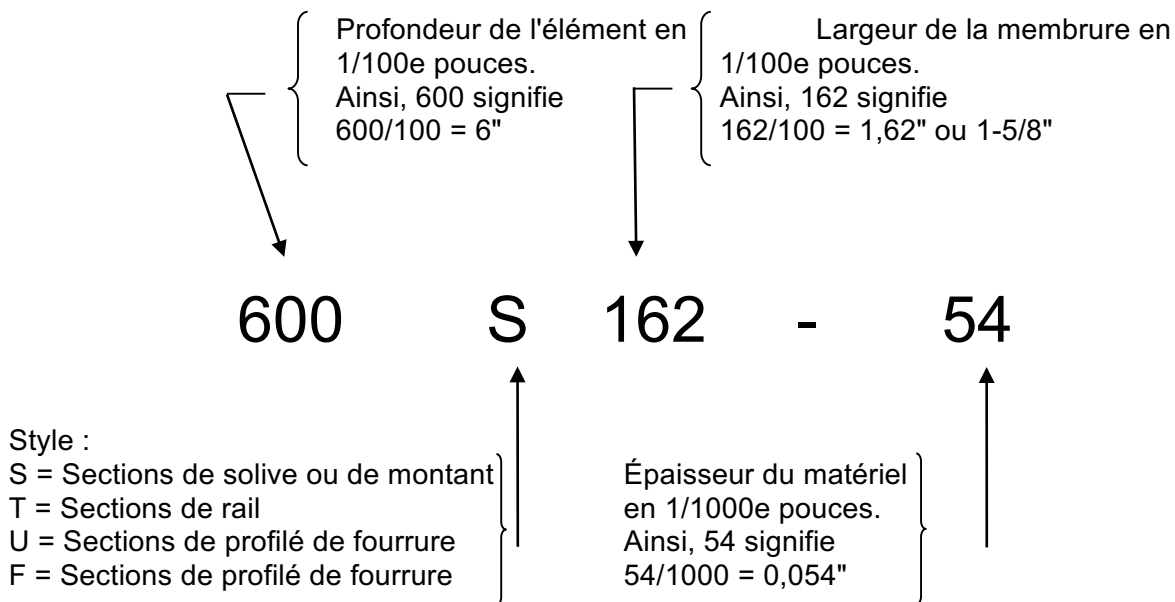 Profondeur de l'élément en
1/100e pouces.
Ainsi, 600 signifie
600/100 = 6"
Largeur de la membrure en
1/100e pouces.
Ainsi, 162 signifie
162/100 = 1,62" ou 1-5/8"
600 S 162 - 54
Style :
S = Sections de solive ou de montant
T = Sections de rail
U = Sections de profilé de fourrure
F = Sections de profilé de fourrure
Épaisseur du matériel
en 1/1000e pouces.
Ainsi, 54 signifie
54/1000 = 0,054"